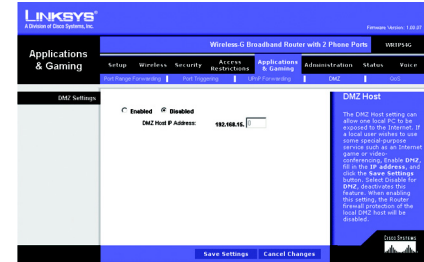 LINKSYS®
A Division of Cisco Systems, Inc.
Firmware Version: 1.00.37
Wireless-G Broadband Router with 2 Phone Ports
WRTP54G
Applications & Gaming
Setup
Wireless
Security
Access Restrictions
Applications & Gaming
Administration
Status
Voice
Port Range Forwarding
Port Triggering
UPnP Forwarding
DMZ
QoS
DMZ Settings
Enabled
Disabled
DMZ Host IP Address:
192.168.15.
0
DMZ Host
The DMZ Host setting can
allow one local PC to be
exposed to the Internet. If
a local user wishes to use
some special-purpose
service such as an Internet
game or video-
conferencing, Enable DMZ,
fill in the IP address, and
click the Save Settings
button. Select Disable for
DMZ, deactivates this
feature. When enabling
this setting, the Router
firewall protection of the
local DMZ host will be
disabled.
Save Settings
Cancel Changes
CISCO SYSTEMS